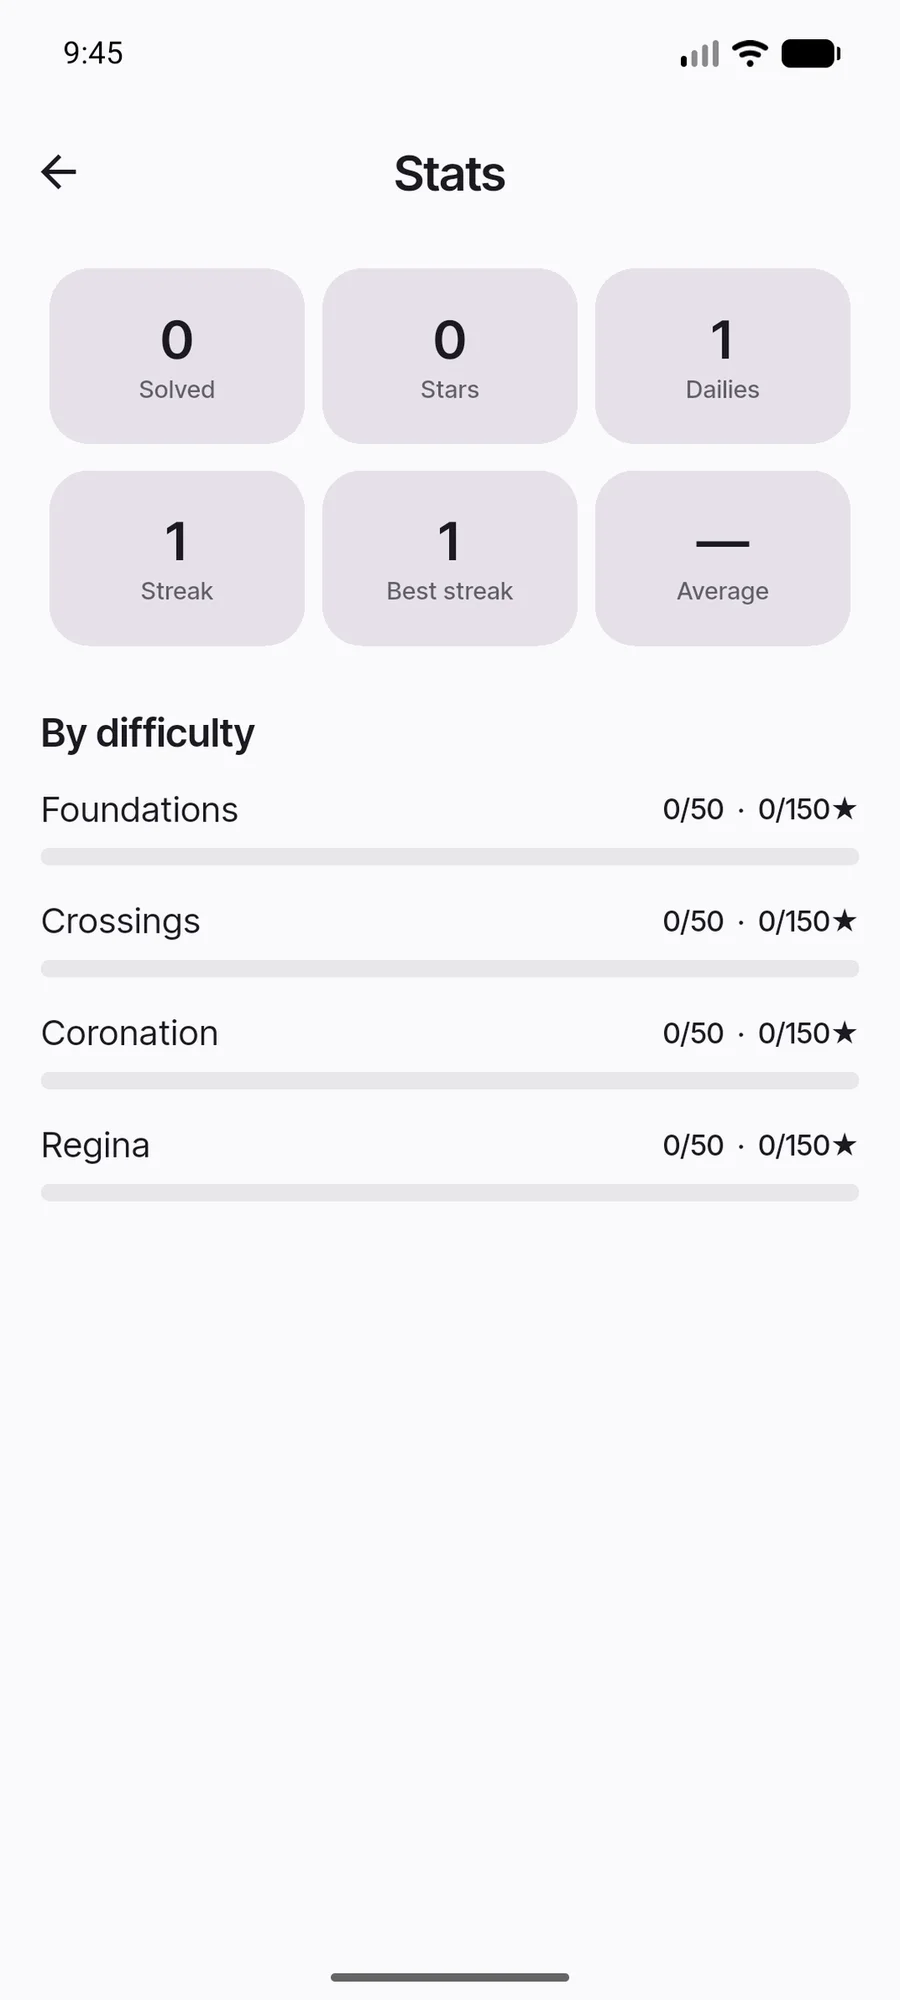 9:45
Stats
0
Solved
0
Stars
1
Dailies
1
Streak
1
Best streak
—
Average
By difficulty
Foundations 0/50 · 0/150★
Crossings 0/50 · 0/150★
Coronation 0/50 · 0/150★
Regina 0/50 · 0/150★